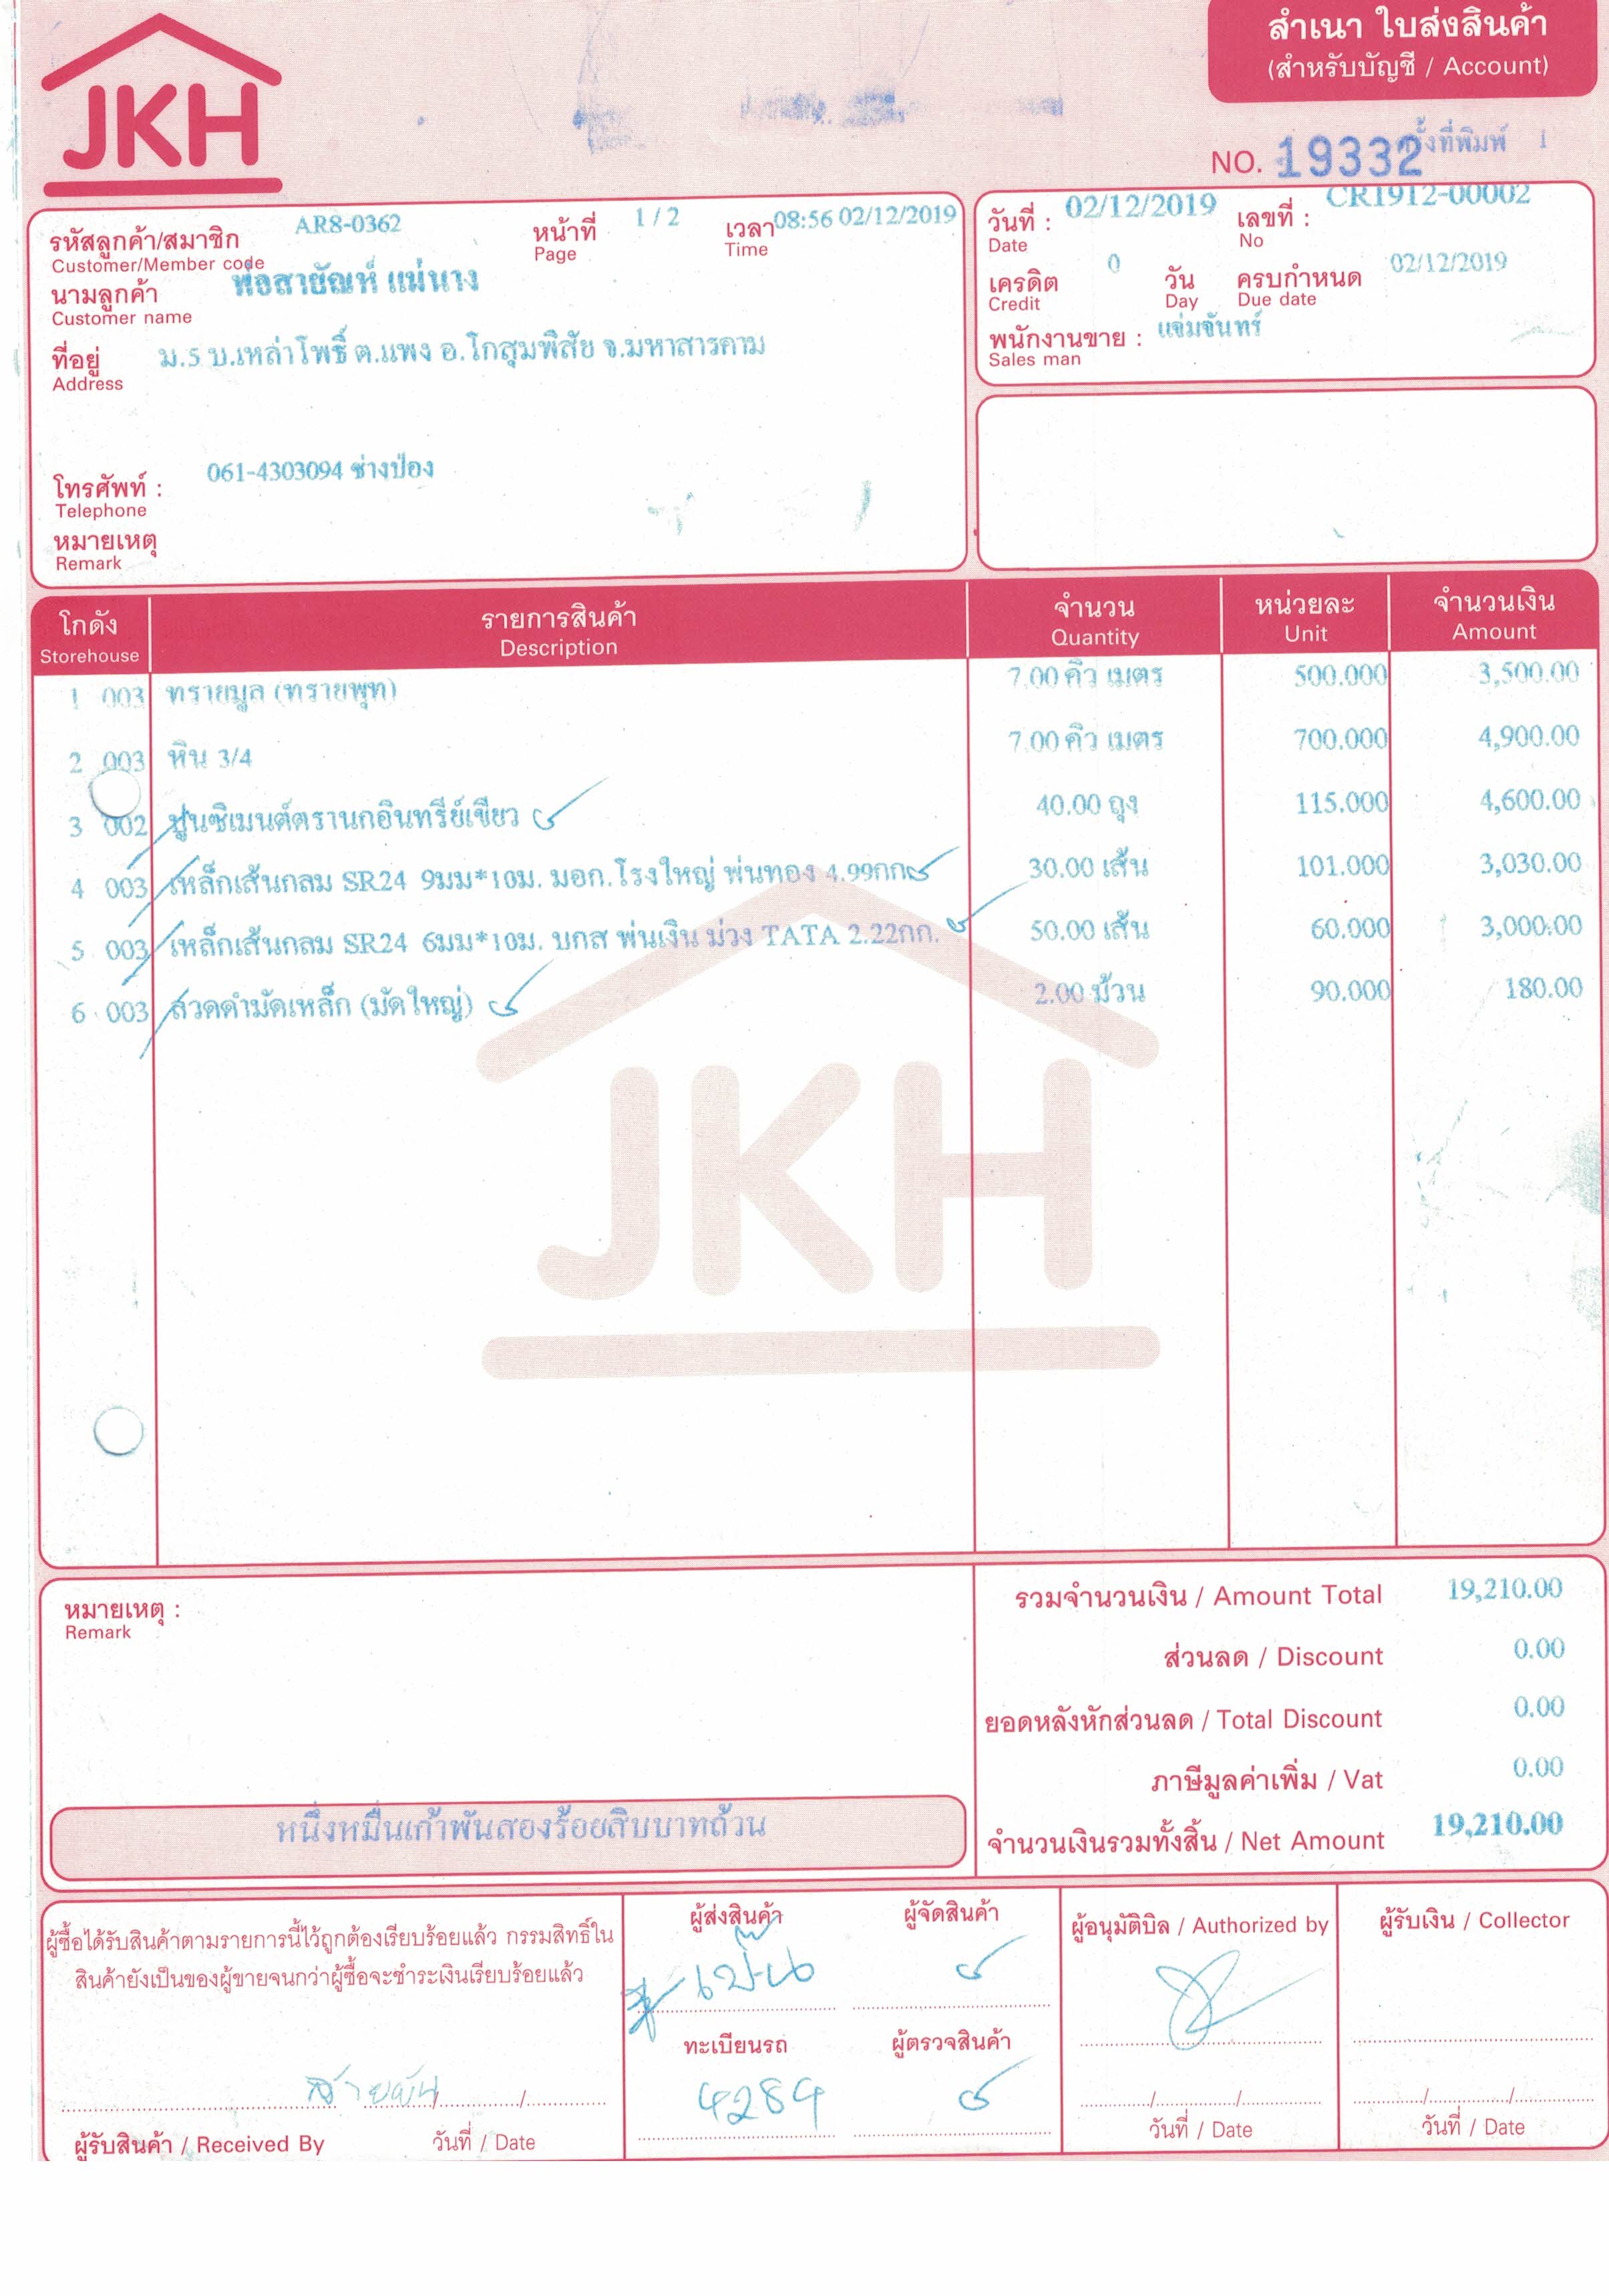 JKH
สำเนา ใบส่งสินค้า
(สำหรับบัญชี / Account)
NO. 19332 ครั้งที่พิมพ์ 1
รหัสลูกค้า/สมาชิก AR8-0362 หน้าที่ 1 / 2 เวลา 08:56 02/12/2019
Customer/Member code Page Time
นามลูกค้า พ่อสายัณห์ แม่นาง
Customer name
ที่อยู่ ม.5 บ.เหล่าโพธิ์ ต.แพง อ.โกสุมพิสัย จ.มหาสารคาม
Address
โทรศัพท์ : 061-4303094 ช่างป่อง
Telephone
หมายเหตุ
Remark
วันที่ : 02/12/2019 เลขที่ : CR1912-00002
Date No
เครดิต 0 วัน ครบกำหนด 02/12/2019
Credit Day Due date
พนักงานขาย : แจ่มจันทร์
Sales man
โกดัง รายการสินค้า จำนวน หน่วยละ จำนวนเงิน
Storehouse Description Quantity Unit Amount
1 003 ทรายมูล (ทรายพุท) 7.00 คิว เมตร 500.000 3,500.00
2 003 หิน 3/4 7.00 คิว เมตร 700.000 4,900.00
3 002 ปูนซิเมนต์ตรานกอินทรีย์เขียว 40.00 ถุง 115.000 4,600.00
4 003 เหล็กเส้นกลม SR24 9มม*10ม. มอก.โรงใหญ่ พ่นทอง 4.99กก 30.00 เส้น 101.000 3,030.00
5 003 เหล็กเส้นกลม SR24 6มม*10ม. บกส พ่นเงิน ม่วง TATA 2.22กก. 50.00 เส้น 60.000 3,000.00
6 003 ลวดดำมัดเหล็ก (มัดใหญ่) 2.00 ม้วน 90.000 180.00
JKH
หมายเหตุ :
Remark
รวมจำนวนเงิน / Amount Total 19,210.00
ส่วนลด / Discount 0.00
ยอดหลังหักส่วนลด / Total Discount 0.00
ภาษีมูลค่าเพิ่ม / Vat 0.00
หนึ่งหมื่นเก้าพันสองร้อยสิบบาทถ้วน
จำนวนเงินรวมทั้งสิ้น / Net Amount 19,210.00
ผู้ซื้อได้รับสินค้าตามรายการนี้ไว้ถูกต้องเรียบร้อยแล้ว กรรมสิทธิ์ใน
สินค้ายังเป็นของผู้ขายจนกว่าผู้ซื้อจะชำระเงินเรียบร้อยแล้ว
ผู้รับสินค้า / Received By วันที่ / Date
ผู้ส่งสินค้า ผู้จัดสินค้า
ทะเบียนรถ ผู้ตรวจสินค้า
4289
ผู้อนุมัติบิล / Authorized by
วันที่ / Date
ผู้รับเงิน / Collector
วันที่ / Date